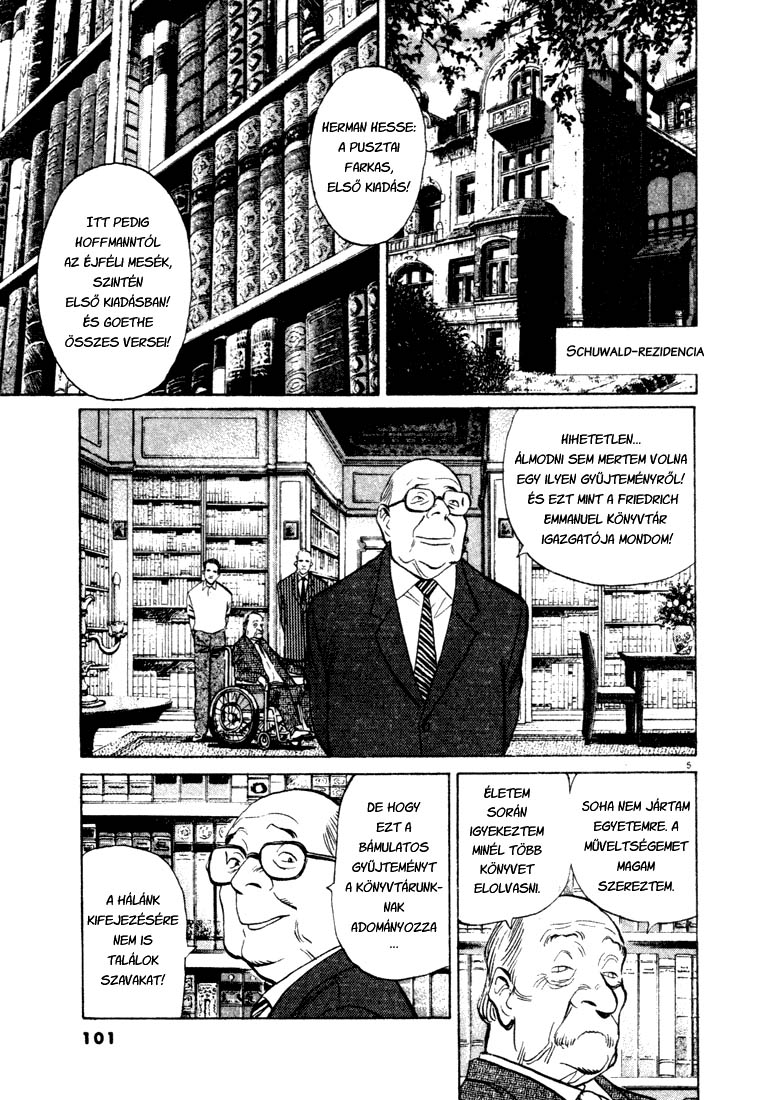 SCHUWALD-REZIDENCIA
HERMAN HESSE:
A PUSZTAI
FARKAS,
ELSŐ KIADÁS!
ITT PEDIG
HOFFMANNTÓL
AZ ÉJFÉLI MESÉK,
SZINTÉN
ELSŐ KIADÁSBAN!
ÉS GOETHE
ÖSSZES VERSEI!
HIHETETLEN...
ÁLMODNI SEM MERTEM VOLNA
EGY ILYEN GYŰJTEMÉNYRŐL!
ÉS EZT MINT A FRIEDRICH
EMMANUEL KÖNYVTÁR
IGAZGATÓJA MONDOM!
5
SOHA NEM JÁRTAM
EGYETEMRE. A
MŰVELTSÉGEMET
MAGAM
SZEREZTEM.
ÉLETEM
SORÁN
IGYEKEZTEM
MINÉL TÖBB
KÖNYVET
ELOLVASNI.
DE HOGY
EZT A
BÁMULATOS
GYŰJTEMÉNYT
A KÖNYVTÁRUNK-
NAK
ADOMÁNYOZZA
...
A HÁLÁNK
KIFEJEZÉSÉRE
NEM IS
TALÁLOK
SZAVAKAT!
101